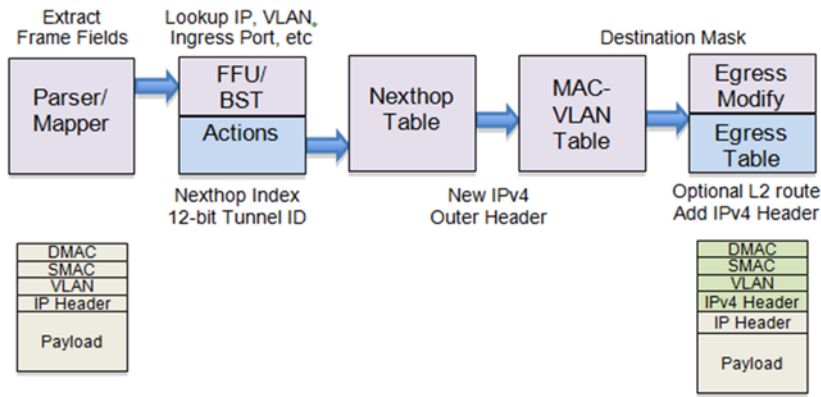 Extract
Frame Fields
Lookup IP, VLAN,
Ingress Port, etc
Destination Mask
Parser/
Mapper
FFU/
BST
Actions
Nexthop
Table
MAC-
VLAN
Table
Egress
Modify
Egress
Table
Nexthop Index
12-bit Tunnel ID
New IPv4
Outer Header
Optional L2 route
Add IPv4 Header
DMAC
SMAC
VLAN
IP Header
Payload
DMAC
SMAC
VLAN
IPv4 Header
IP Header
Payload